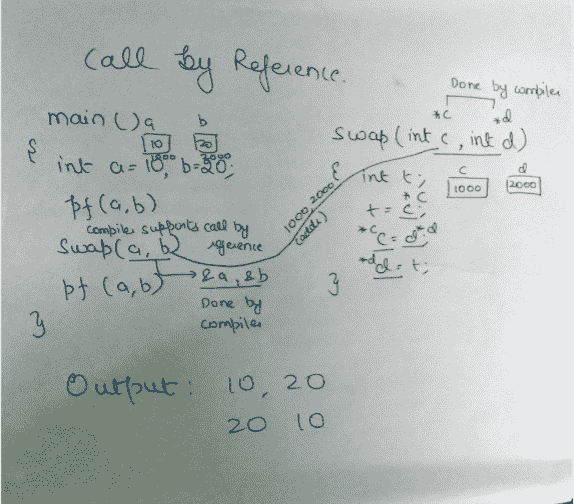 Call by Reference.
Done by compiler
*c *d
main() a b
10 20
1000 2000
{
int a = 10, b = 20;
pf (a,b)
compiler supports call by
reference
Swap(a, b)
→ &a, &b
Done by
compiler
pf (a,b)
}
1000, 2000
(adds)
Swap (int c, int d)
{
int t;
c d
1000 2000
*c
t = c;
*c c = d *d
*d d = t;
}
Output: 10, 20
20 10